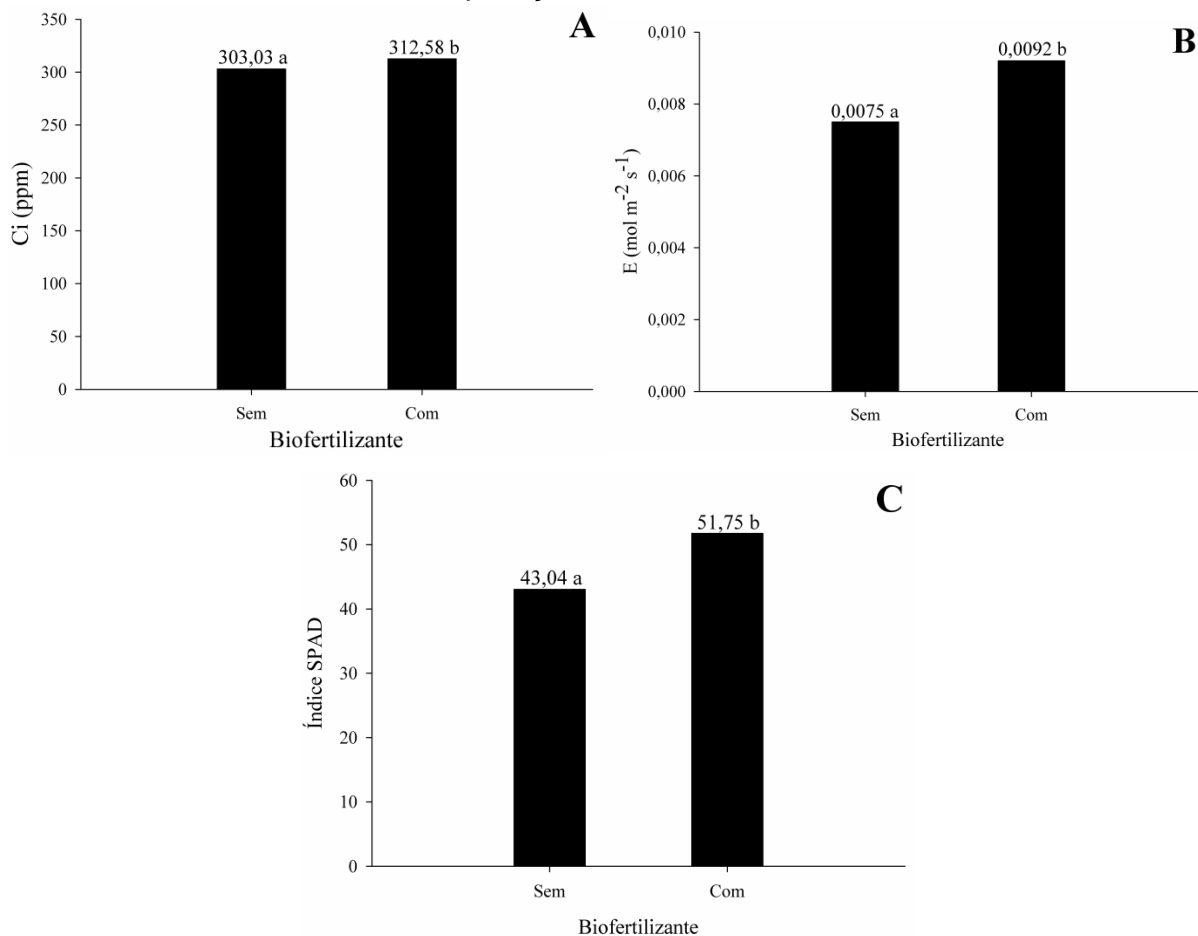 A
350
300
250
200
150
100
50
0
Ci (ppm)
303,03 a
312,58 b
Sem
Com
Biofertilizante
B
0,010
0,008
0,006
0,004
0,002
0,000
E (mol m⁻² s⁻¹)
0,0075 a
0,0092 b
Sem
Com
Biofertilizante
C
60
50
40
30
20
10
0
Índice SPAD
43,04 a
51,75 b
Sem
Com
Biofertilizante